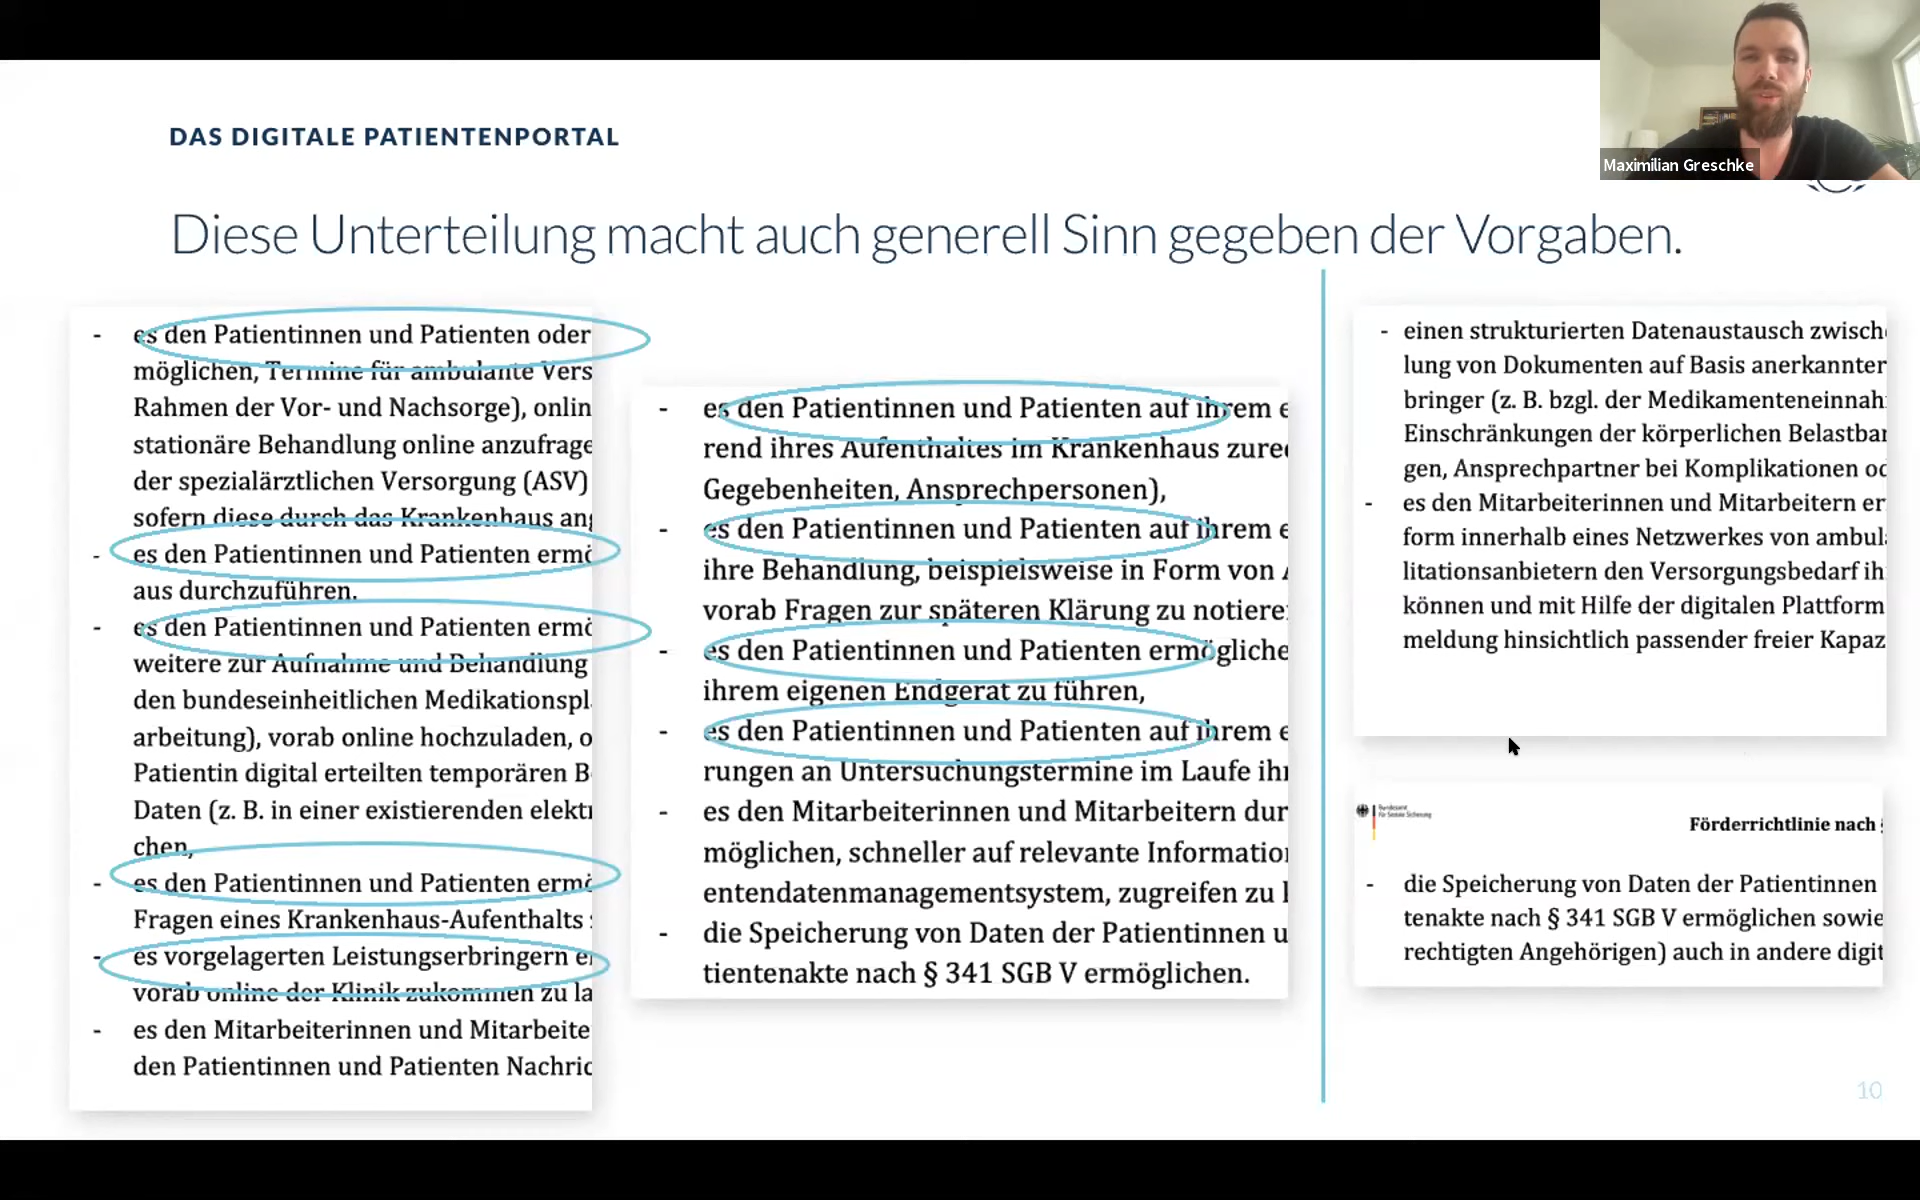 Maximilian Greschke
DAS DIGITALE PATIENTENPORTAL
Diese Unterteilung macht auch generell Sinn gegeben der Vorgaben.
- es den Patientinnen und Patienten oder
möglichen, Termine für ambulante Vers
Rahmen der Vor- und Nachsorge), onlin
stationäre Behandlung online anzufrage
der spezialärztlichen Versorgung (ASV)
sofern diese durch das Krankenhaus ang
- es den Patientinnen und Patienten ermö
aus durchzuführen.
- es den Patientinnen und Patienten ermö
weitere zur Aufnahme und Behandlung
den bundeseinheitlichen Medikationspl
arbeitung), vorab online hochzuladen, o
Patientin digital erteilten temporären B
Daten (z. B. in einer existierenden elekt
chen,
- es den Patientinnen und Patienten ermö
Fragen eines Krankenhaus-Aufenthalts
- es vorgelagerten Leistungserbringern e
vorab online der Klinik zukommen zu la
- es den Mitarbeiterinnen und Mitarbeite
den Patientinnen und Patienten Nachric
- es den Patientinnen und Patienten auf ihrem e
rend ihres Aufenthaltes im Krankenhaus zure
Gegebenheiten, Ansprechpersonen),
- es den Patientinnen und Patienten auf ihrem e
ihre Behandlung, beispielsweise in Form von
vorab Fragen zur späteren Klärung zu notiere
- es den Patientinnen und Patienten ermögliche
ihrem eigenen Endgerät zu führen,
- es den Patientinnen und Patienten auf ihrem e
rungen an Untersuchungstermine im Laufe ih
- es den Mitarbeiterinnen und Mitarbeitern dur
möglichen, schneller auf relevante Informatio
entendatenmanagementsystem, zugreifen zu
- die Speicherung von Daten der Patientinnen u
tientenakte nach § 341 SGB V ermöglichen.
- einen strukturierten Datenaustausch zwisch
lung von Dokumenten auf Basis anerkannter
bringer (z. B. bzgl. der Medikamenteneinnah
Einschränkungen der körperlichen Belastbar
gen, Ansprechpartner bei Komplikationen od
- es den Mitarbeiterinnen und Mitarbeitern er
form innerhalb eines Netzwerkes von ambul
litationsanbietern den Versorgungsbedarf ih
können und mit Hilfe der digitalen Plattform
meldung hinsichtlich passender freier Kapaz
Bundesamt
für Soziale Sicherung
Förderrichtlinie nach
- die Speicherung von Daten der Patientinnen
tenakte nach § 341 SGB V ermöglichen sowie
rechtigten Angehörigen) auch in andere digit
10